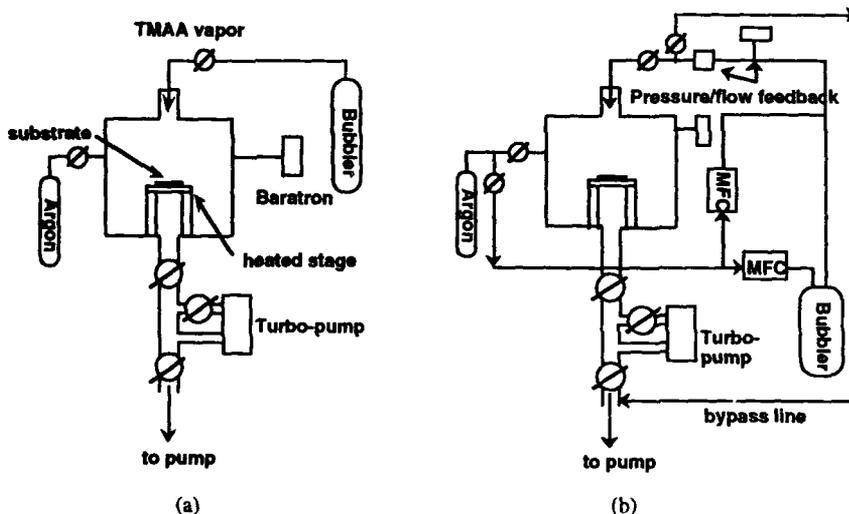 TMAA vapor
substrate
Argon
Bubbler
Baratron
heated stage
Turbo-pump
to pump
(a)
Pressure/flow feedback
Argon
MFC
MFC
Bubbler
Turbo-
pump
bypass line
to pump
(b)